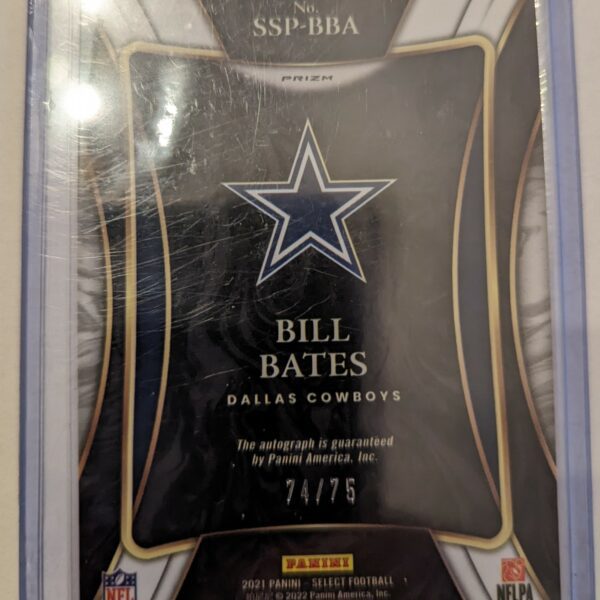 No.
SSP-BBA
PRIZM
BILL
BATES
DALLAS COWBOYS
The autograph is guaranteed
by Panini America, Inc.
74/75
PANINI
2021 PANINI - SELECT FOOTBALL
© 2022 Panini America, Inc.
NFL
NFLPA